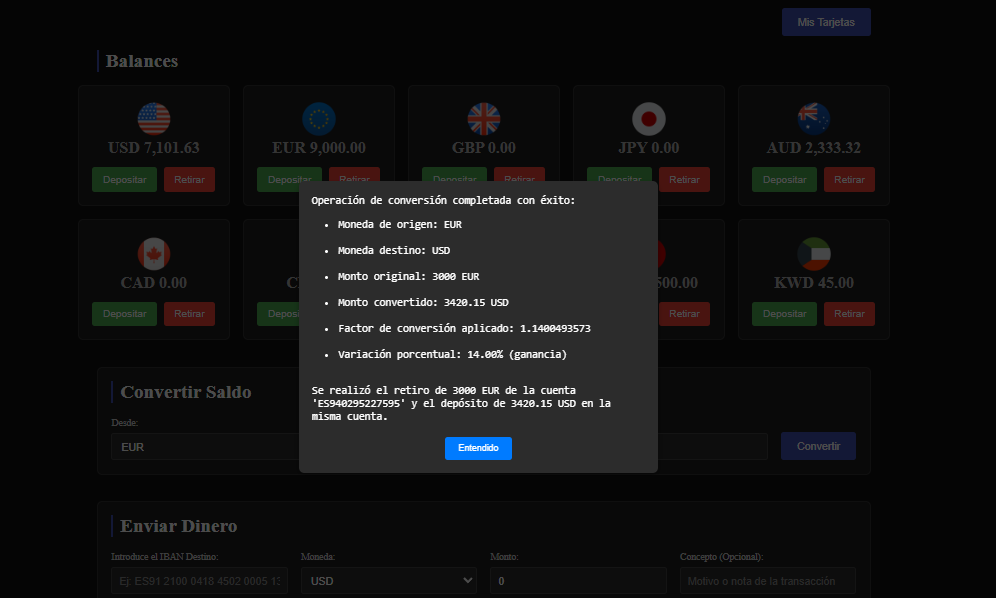 Mis Tarjetas
Balances
USD 7,101.63
EUR 9,000.00
GBP 0.00
JPY 0.00
AUD 2,333.32
Depositar Retirar
Depositar Retirar
Depositar Retirar
Depositar Retirar
Depositar Retirar
Operación de conversión completada con éxito:
• Moneda de origen: EUR
• Moneda destino: USD
• Monto original: 3000 EUR
• Monto convertido: 3420.15 USD
• Factor de conversión aplicado: 1.1400493573
• Variación porcentual: 14.00% (ganancia)
Se realizó el retiro de 3000 EUR de la cuenta
'ES940295227595' y el depósito de 3420.15 USD en la
misma cuenta.
Entendido
CAD 0.00
500.00
KWD 45.00
Depositar Retirar
Retirar
Depositar Retirar
Convertir Saldo
Desde:
EUR
Convertir
Enviar Dinero
Introduce el IBAN Destino:
Moneda:
Monto:
Concepto (Opcional):
Ej: ES91 2100 0418 4502 0005 13
USD
0
Motivo o nota de la transacción